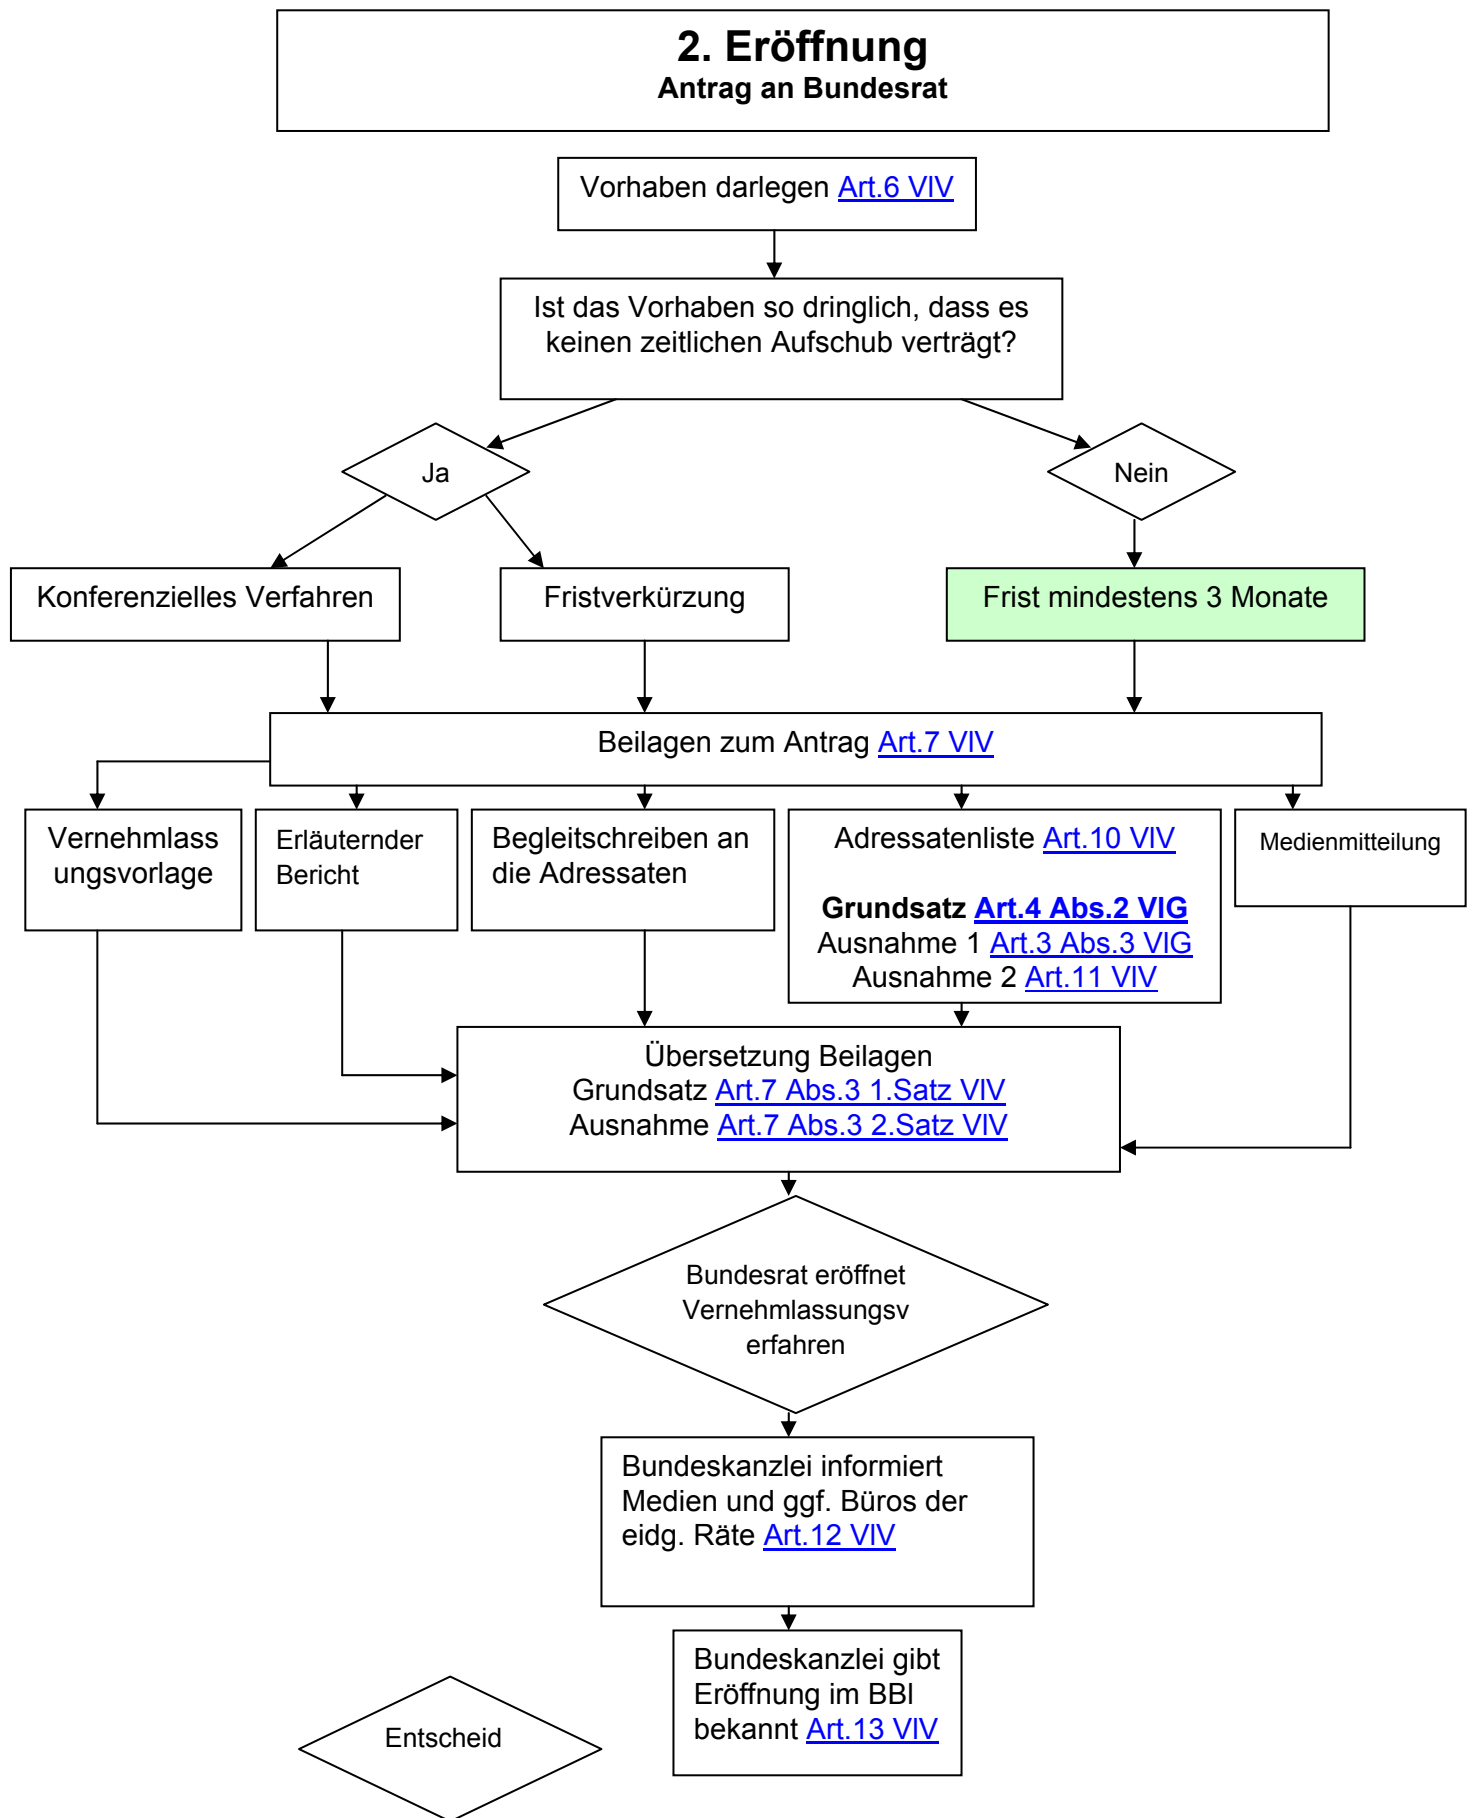 2. Eröffnung
Antrag an Bundesrat
Vorhaben darlegen Art.6 VlV
Ist das Vorhaben so dringlich, dass es
keinen zeitlichen Aufschub verträgt?
Ja
Nein
Konferenzielles Verfahren
Fristverkürzung
Frist mindestens 3 Monate
Beilagen zum Antrag Art.7 VlV
Vernehmlass
ungsvorlage
Erläuternder
Bericht
Begleitschreiben an
die Adressaten
Adressatenliste Art.10 VlV
Grundsatz Art.4 Abs.2 VlG
Ausnahme 1 Art.3 Abs.3 VlG
Ausnahme 2 Art.11 VlV
Medienmitteilung
Übersetzung Beilagen
Grundsatz Art.7 Abs.3 1.Satz VlV
Ausnahme Art.7 Abs.3 2.Satz VlV
Bundesrat eröffnet
Vernehmlassungsv
erfahren
Bundeskanzlei informiert
Medien und ggf. Büros der
eidg. Räte Art.12 VlV
Bundeskanzlei gibt
Eröffnung im BBl
bekannt Art.13 VlV
Entscheid